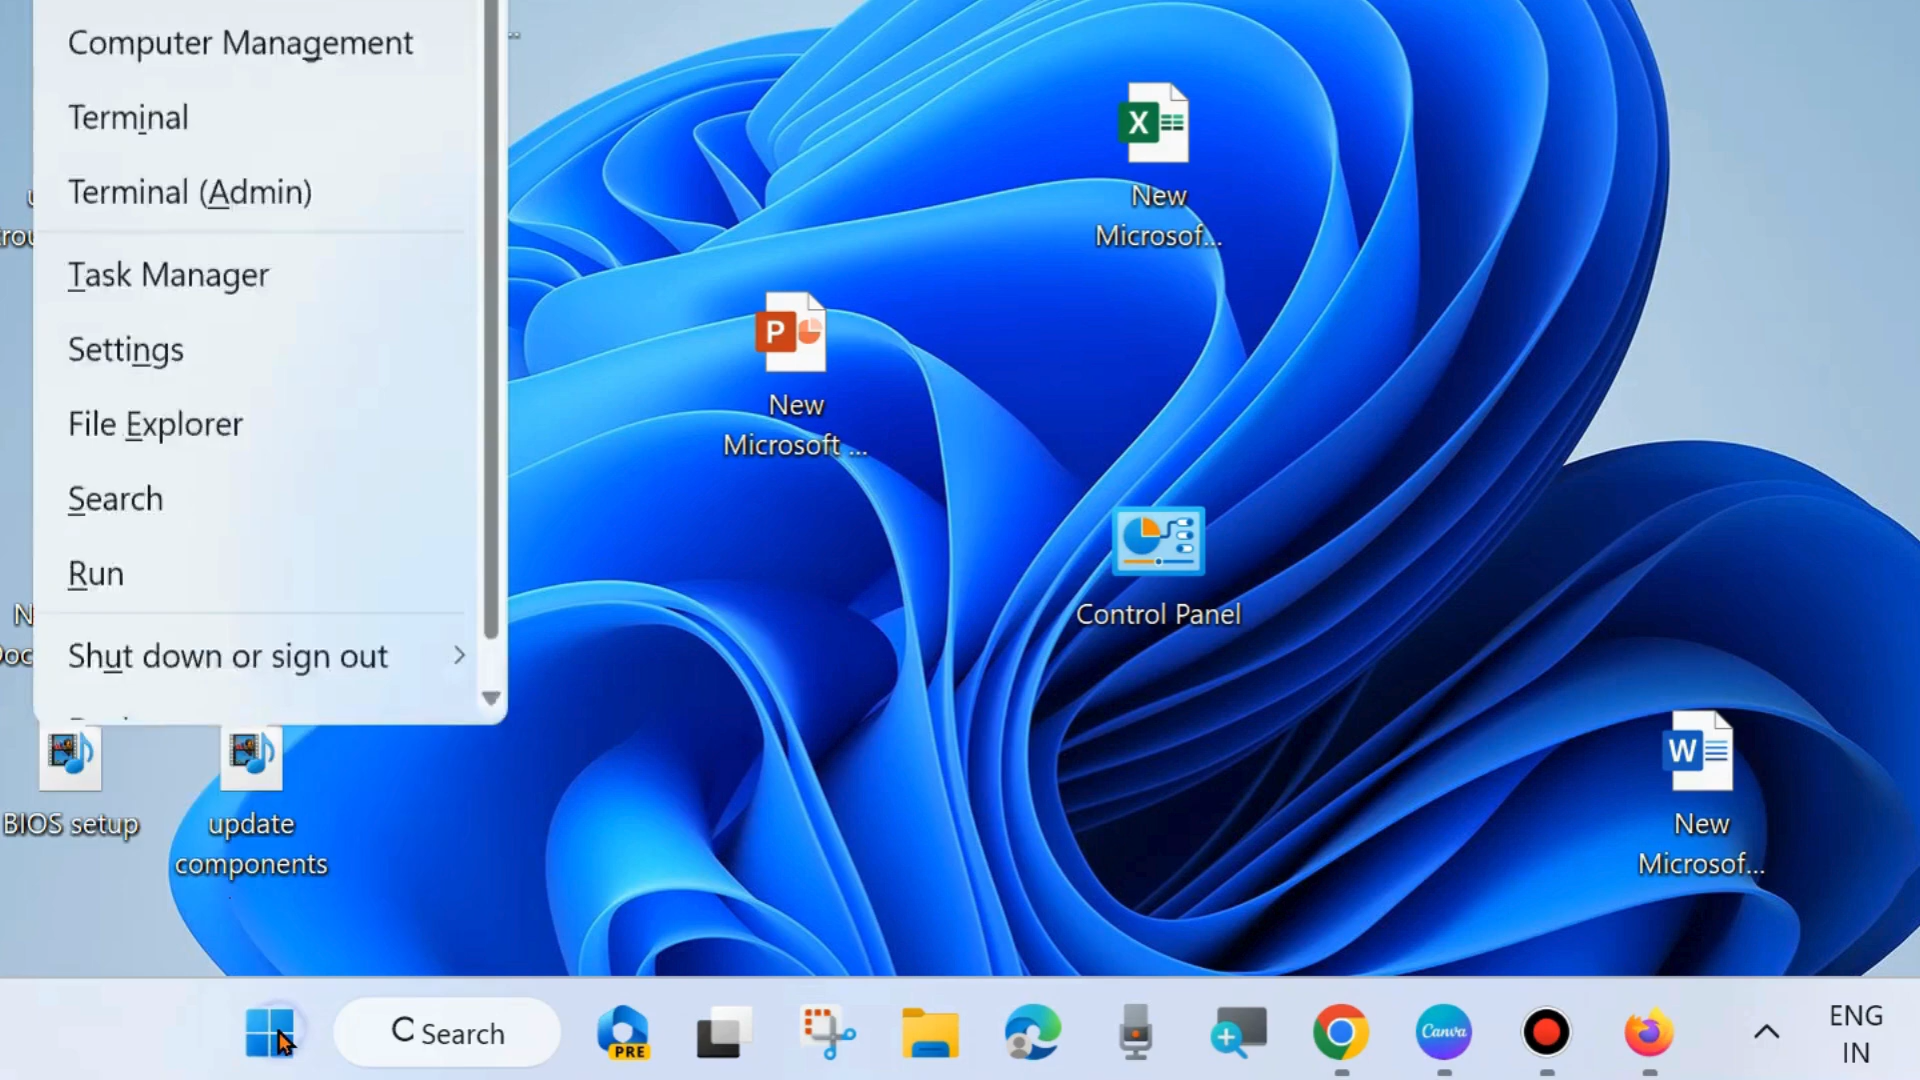 Computer Management
Terminal
Terminal (Admin)
Task Manager
Settings
File Explorer
Search
Run
Shut down or sign out
New
Microsof...
New
Microsoft ...
Control Panel
New
Microsof...
BIOS setup
update
components
Search
PRE
Canva
ENG
IN
X
P
W